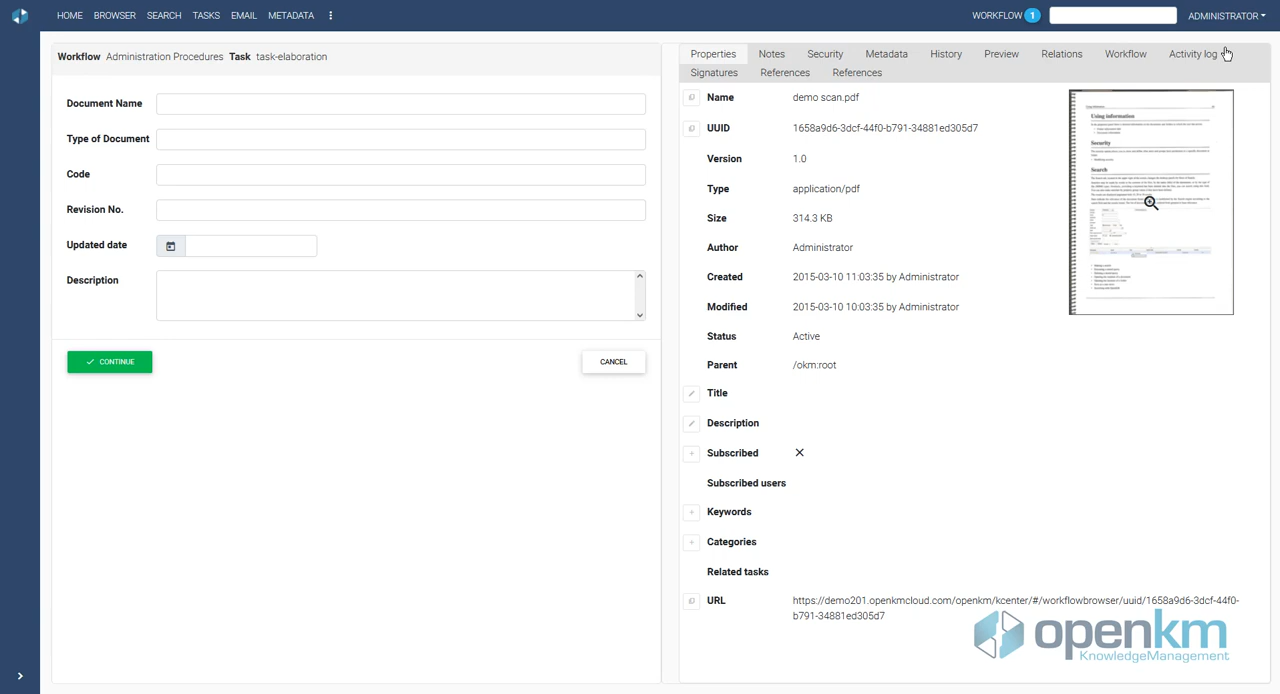 HOME BROWSER SEARCH TASKS EMAIL METADATA WORKFLOW 1 ADMINISTRATOR
Workflow Administration Procedures Task task-elaboration
Document Name
Type of Document
Code
Revision No.
Updated date
Description
CONTINUE CANCEL
Properties Notes Security Metadata History Preview Relations Workflow Activity log
Signatures References References
Name demo scan.pdf
UUID 1658a9d6-3dcf-44f0-b791-34881ed305d7
Version 1.0
Type application/pdf
Size 314.3 KB
Author Administrator
Created 2015-03-10 11:03:35 by Administrator
Modified 2015-03-10 10:03:35 by Administrator
Status Active
Parent /okm:root
Title
Description
Subscribed
Subscribed users
Keywords
Categories
Related tasks
URL https://demo201.openkmcloud.com/openkm/kcenter/#/workflowbrowser/uuid/1658a9d6-3dcf-44f0-
b791-34881ed305d7
Using information
Security
Search
openkm
KnowledgeManagement